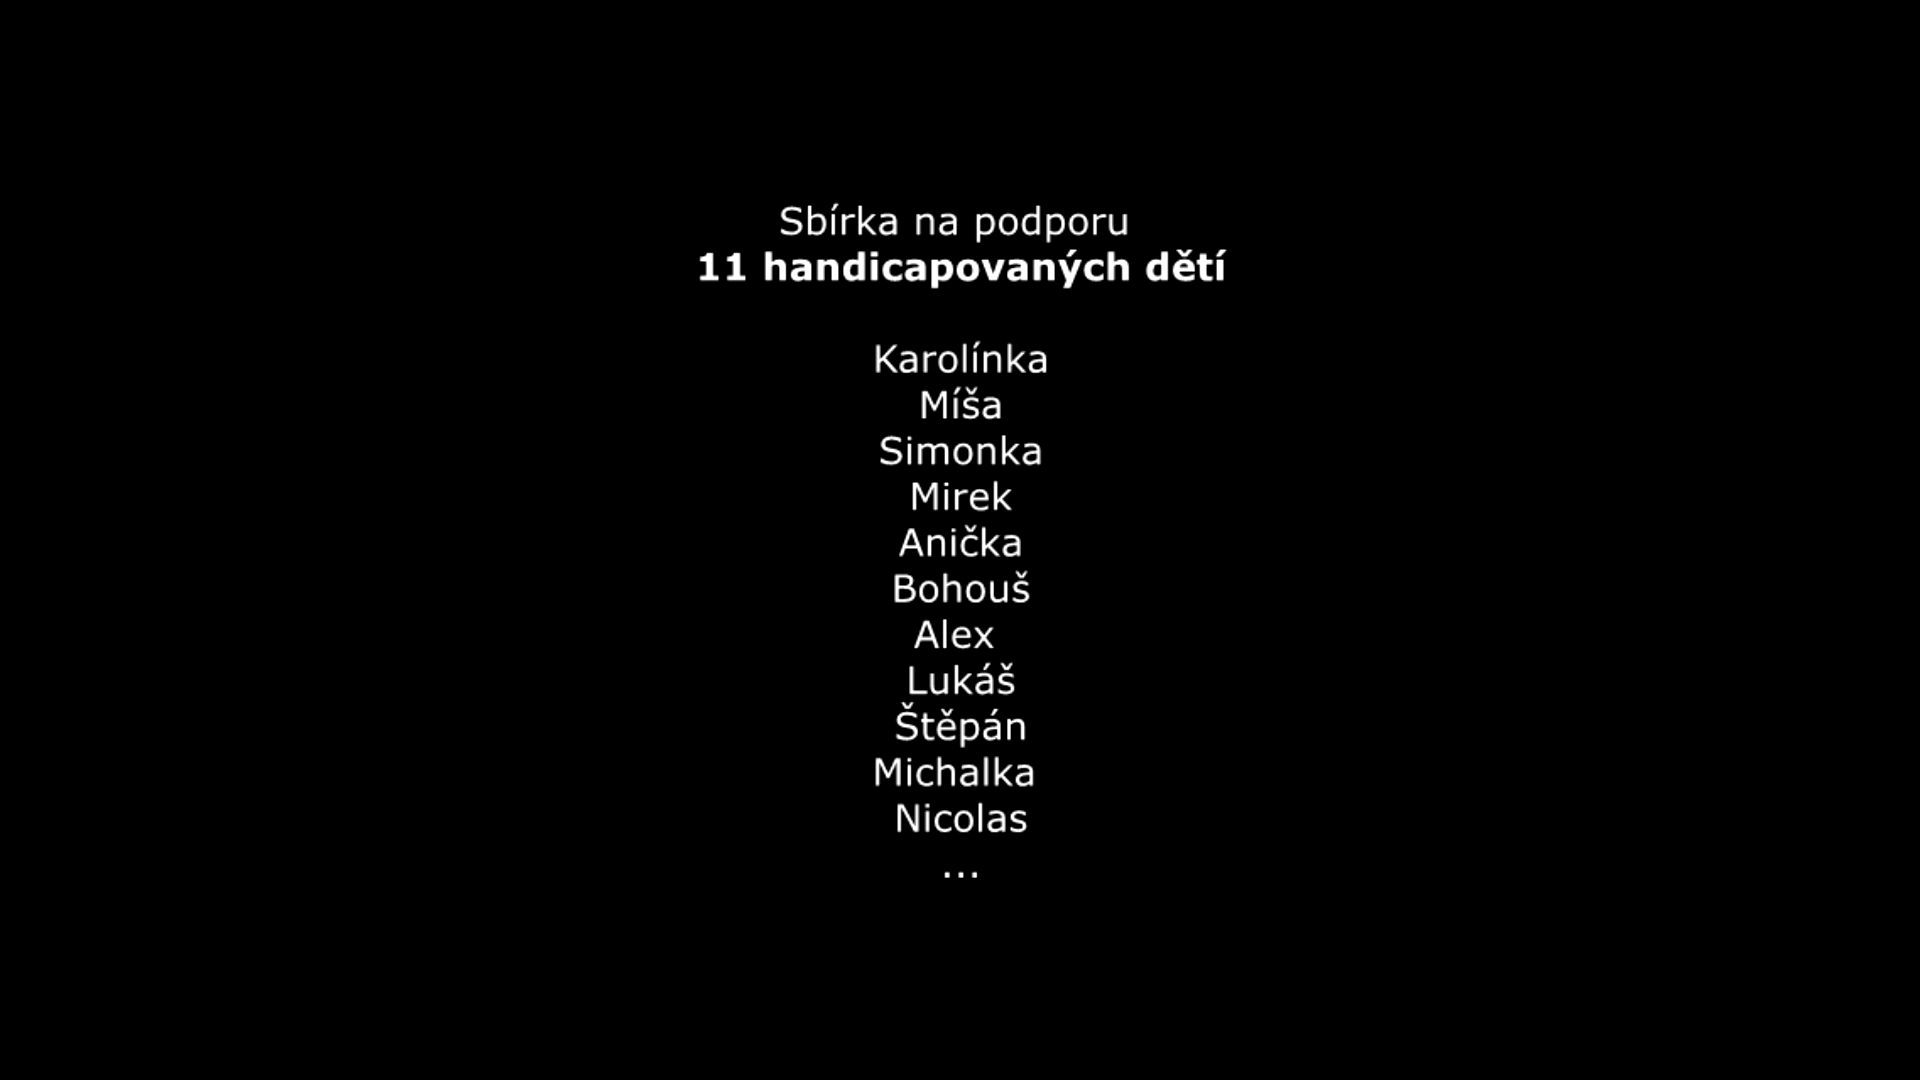 Sbírka na podporu
11 handicapovaných dětí
Karolínka
Míša
Simonka
Mirek
Anička
Bohouš
Alex
Lukáš
Štěpán
Michalka
Nicolas
...